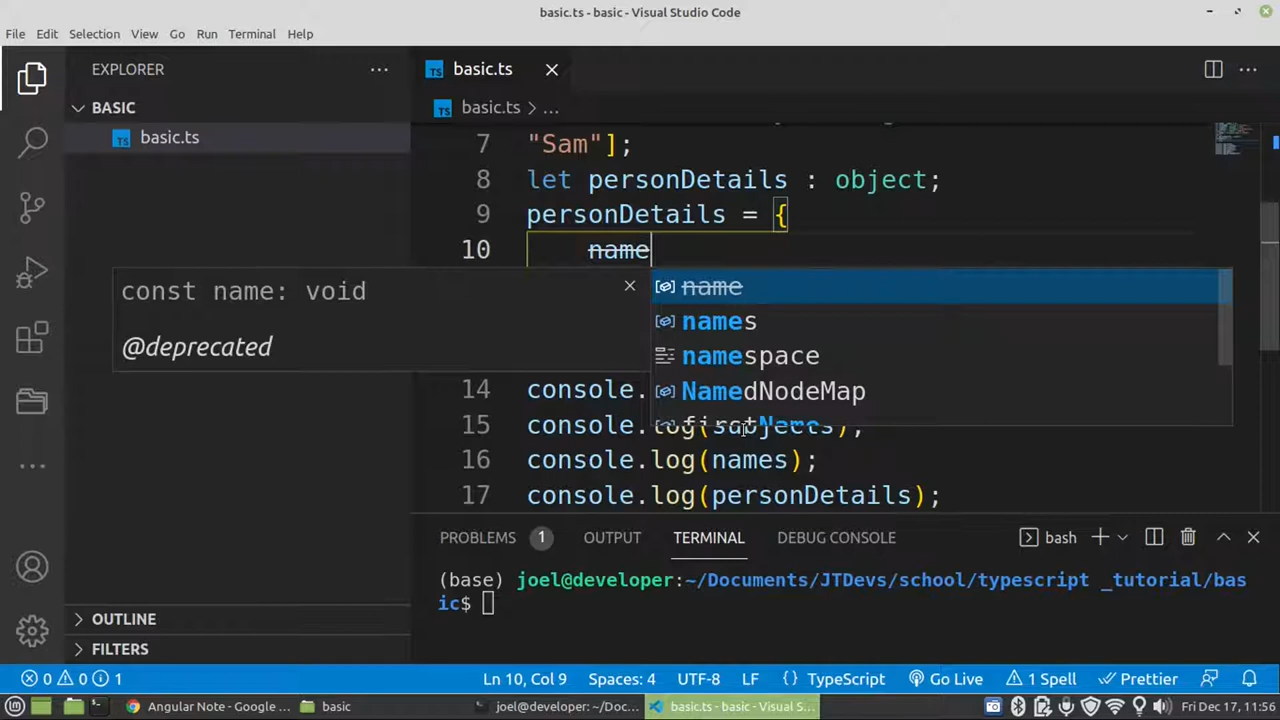 basic.ts - basic - Visual Studio Code
File Edit Selection View Go Run Terminal Help
EXPLORER
BASIC
basic.ts
basic.ts
basic.ts > ...
7 "Sam"];
8 let personDetails : object;
9 personDetails = {
10 name
const name: void
@deprecated
name
names
namespace
NamedNodeMap
14 console.
15 console.log(subjects);
16 console.log(names);
17 console.log(personDetails);
PROBLEMS 1 OUTPUT TERMINAL DEBUG CONSOLE bash
(base) joel@developer:~/Documents/JTDevs/school/typescript _tutorial/bas
ic$
OUTLINE
FILTERS
0 0 1 Ln 10, Col 9 Spaces: 4 UTF-8 LF {} TypeScript Go Live 1 Spell Prettier
Angular Note - Google ... basic joel@developer: ~/Doc... basic.ts - basic - Visual S... Fri Dec 17, 11:56